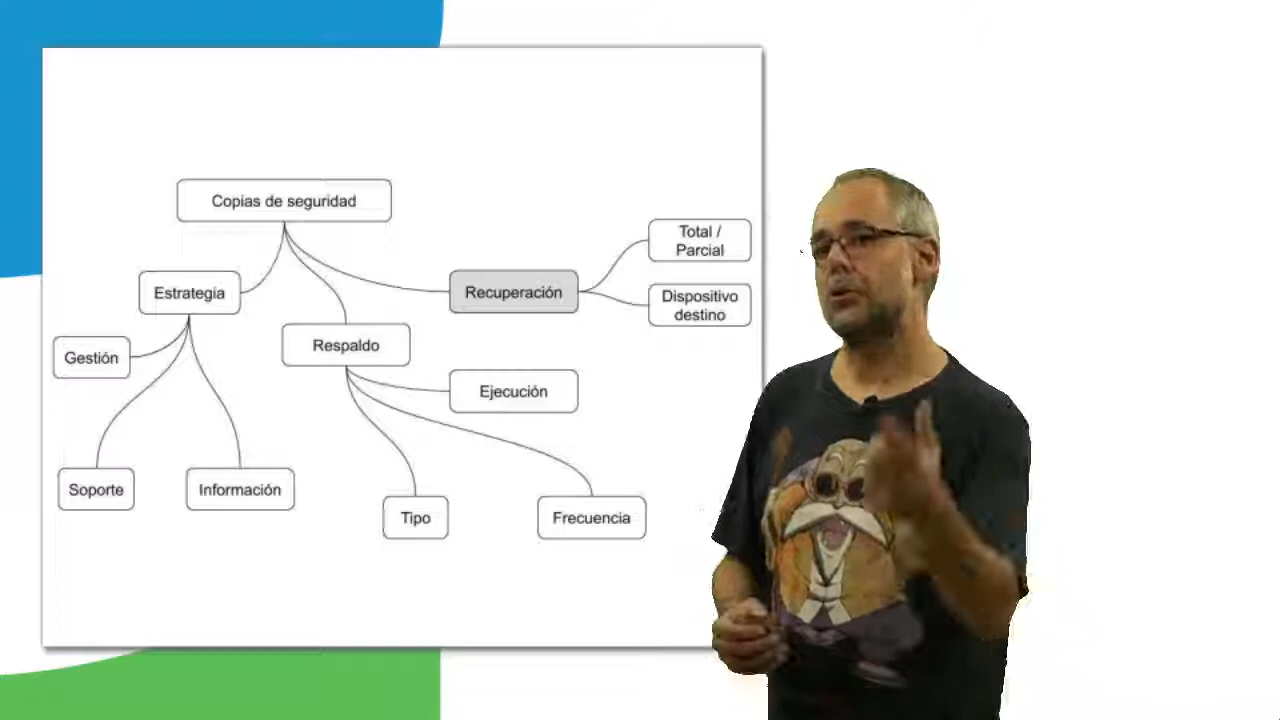 Copias de seguridad
Total /
Parcial
Estrategia
Recuperación
Dispositivo
destino
Gestión
Respaldo
Ejecución
Soporte
Información
Tipo
Frecuencia